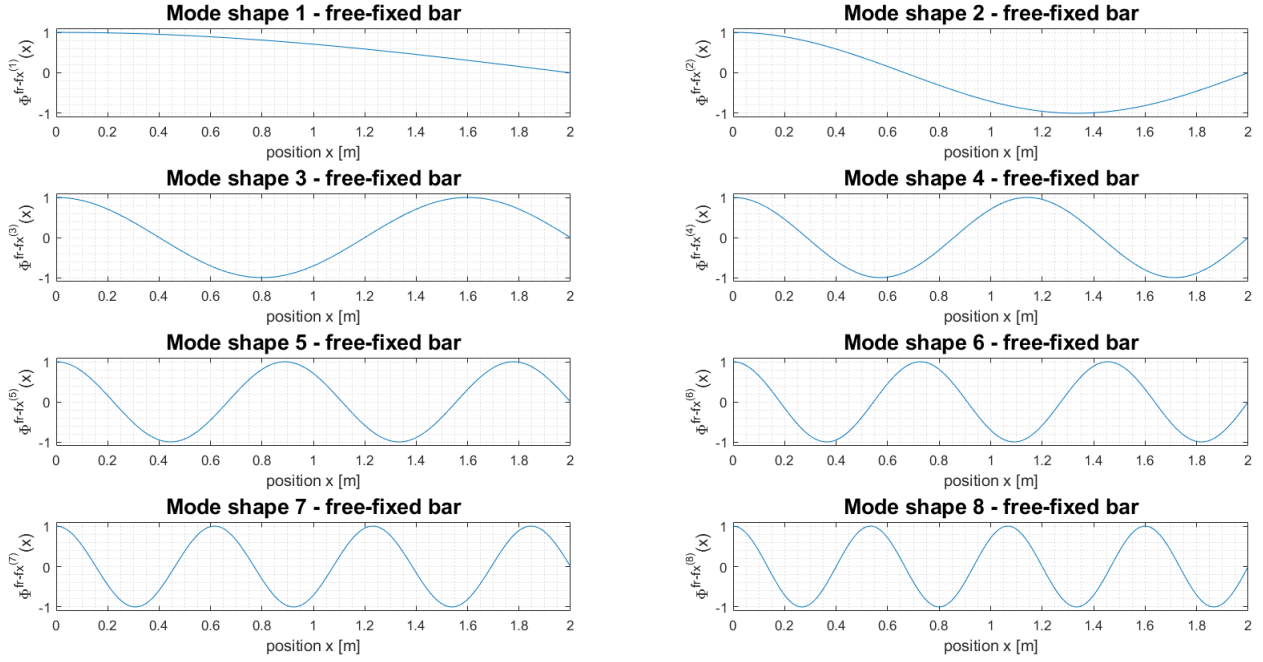 Mode shape 1 - free-fixed bar
Φ^fr-fx^(1)(x)
1
0
-1
0 0.2 0.4 0.6 0.8 1 1.2 1.4 1.6 1.8 2
position x [m]
Mode shape 2 - free-fixed bar
Φ^fr-fx^(2)(x)
1
0
-1
0 0.2 0.4 0.6 0.8 1 1.2 1.4 1.6 1.8 2
position x [m]
Mode shape 3 - free-fixed bar
Φ^fr-fx^(3)(x)
1
0
-1
0 0.2 0.4 0.6 0.8 1 1.2 1.4 1.6 1.8 2
position x [m]
Mode shape 4 - free-fixed bar
Φ^fr-fx^(4)(x)
1
0
-1
0 0.2 0.4 0.6 0.8 1 1.2 1.4 1.6 1.8 2
position x [m]
Mode shape 5 - free-fixed bar
Φ^fr-fx^(5)(x)
1
0
-1
0 0.2 0.4 0.6 0.8 1 1.2 1.4 1.6 1.8 2
position x [m]
Mode shape 6 - free-fixed bar
Φ^fr-fx^(6)(x)
1
0
-1
0 0.2 0.4 0.6 0.8 1 1.2 1.4 1.6 1.8 2
position x [m]
Mode shape 7 - free-fixed bar
Φ^fr-fx^(7)(x)
1
0
-1
0 0.2 0.4 0.6 0.8 1 1.2 1.4 1.6 1.8 2
position x [m]
Mode shape 8 - free-fixed bar
Φ^fr-fx^(8)(x)
1
0
-1
0 0.2 0.4 0.6 0.8 1 1.2 1.4 1.6 1.8 2
position x [m]